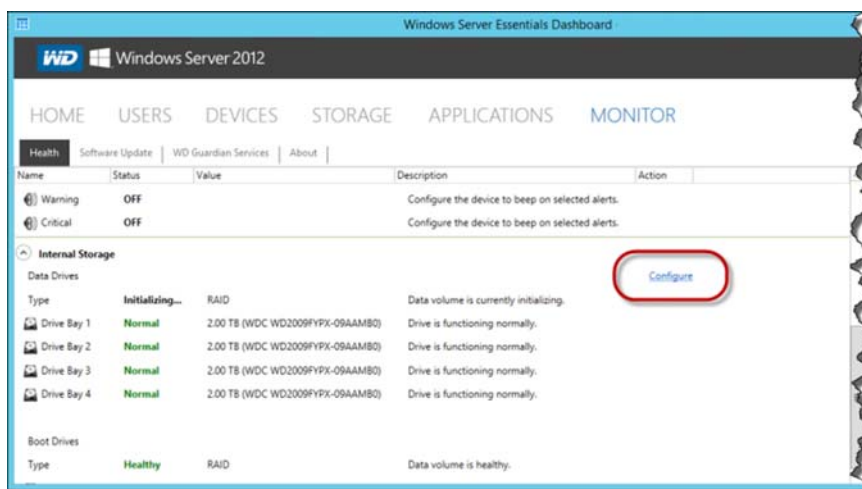 Windows Server Essentials Dashboard
WD Windows Server 2012
HOME USERS DEVICES STORAGE APPLICATIONS MONITOR
Health Software Update WD Guardian Services About
Name Status Value Description Action
Warning OFF Configure the device to beep on selected alerts.
Critical OFF Configure the device to beep on selected alerts.
Internal Storage
Data Drives Configure
Type Initializing... RAID Data volume is currently initializing.
Drive Bay 1 Normal 2.00 TB (WDC WD2009FYPX-09AAMB0) Drive is functioning normally.
Drive Bay 2 Normal 2.00 TB (WDC WD2009FYPX-09AAMB0) Drive is functioning normally.
Drive Bay 3 Normal 2.00 TB (WDC WD2009FYPX-09AAMB0) Drive is functioning normally.
Drive Bay 4 Normal 2.00 TB (WDC WD2009FYPX-09AAMB0) Drive is functioning normally.
Boot Drives
Type Healthy RAID Data volume is healthy.